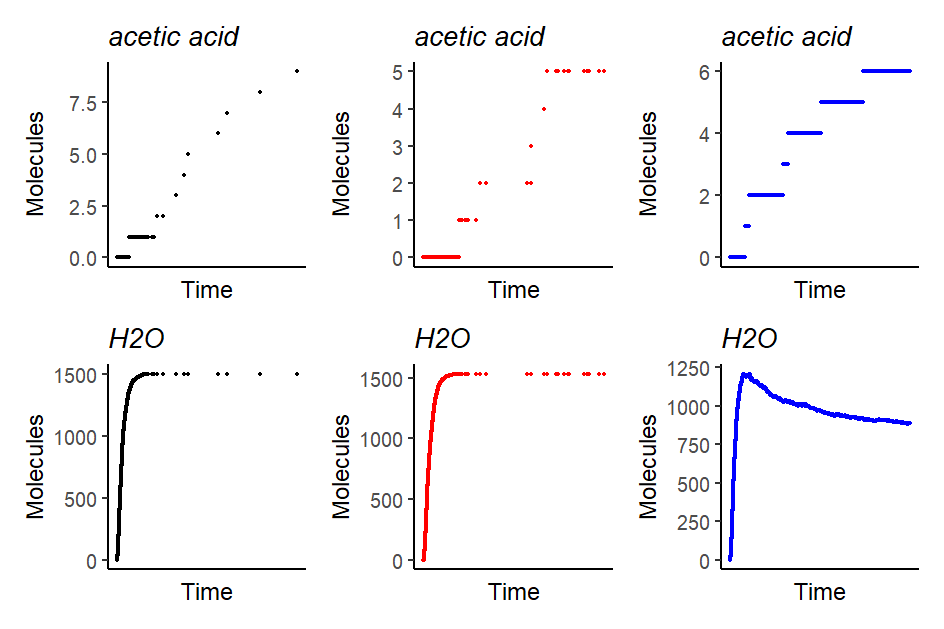 acetic acid
Molecules
7.5
5.0
2.5
0.0
Time
acetic acid
Molecules
5
4
3
2
1
0
Time
acetic acid
Molecules
6
4
2
0
Time
H2O
Molecules
1500
1000
500
0
Time
H2O
Molecules
1500
1000
500
0
Time
H2O
Molecules
1250
1000
750
500
250
0
Time